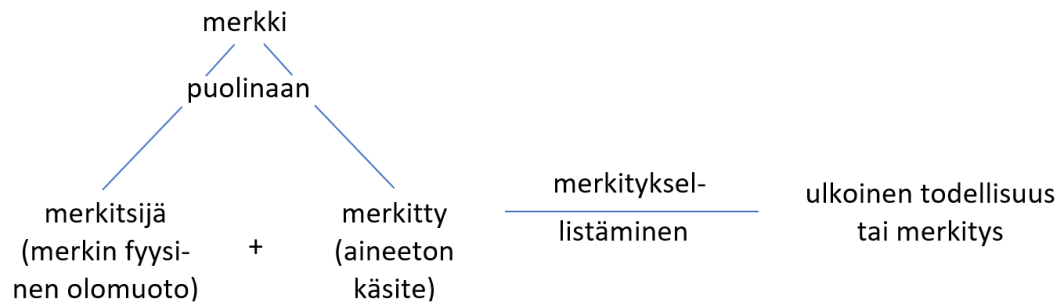 merkki
puolinaan
merkitsijä
(merkin fyysi-
nen olomuoto)
+
merkitty
(aineeton
käsite)
merkityksel-
listäminen
ulkoinen todellisuus
tai merkitys